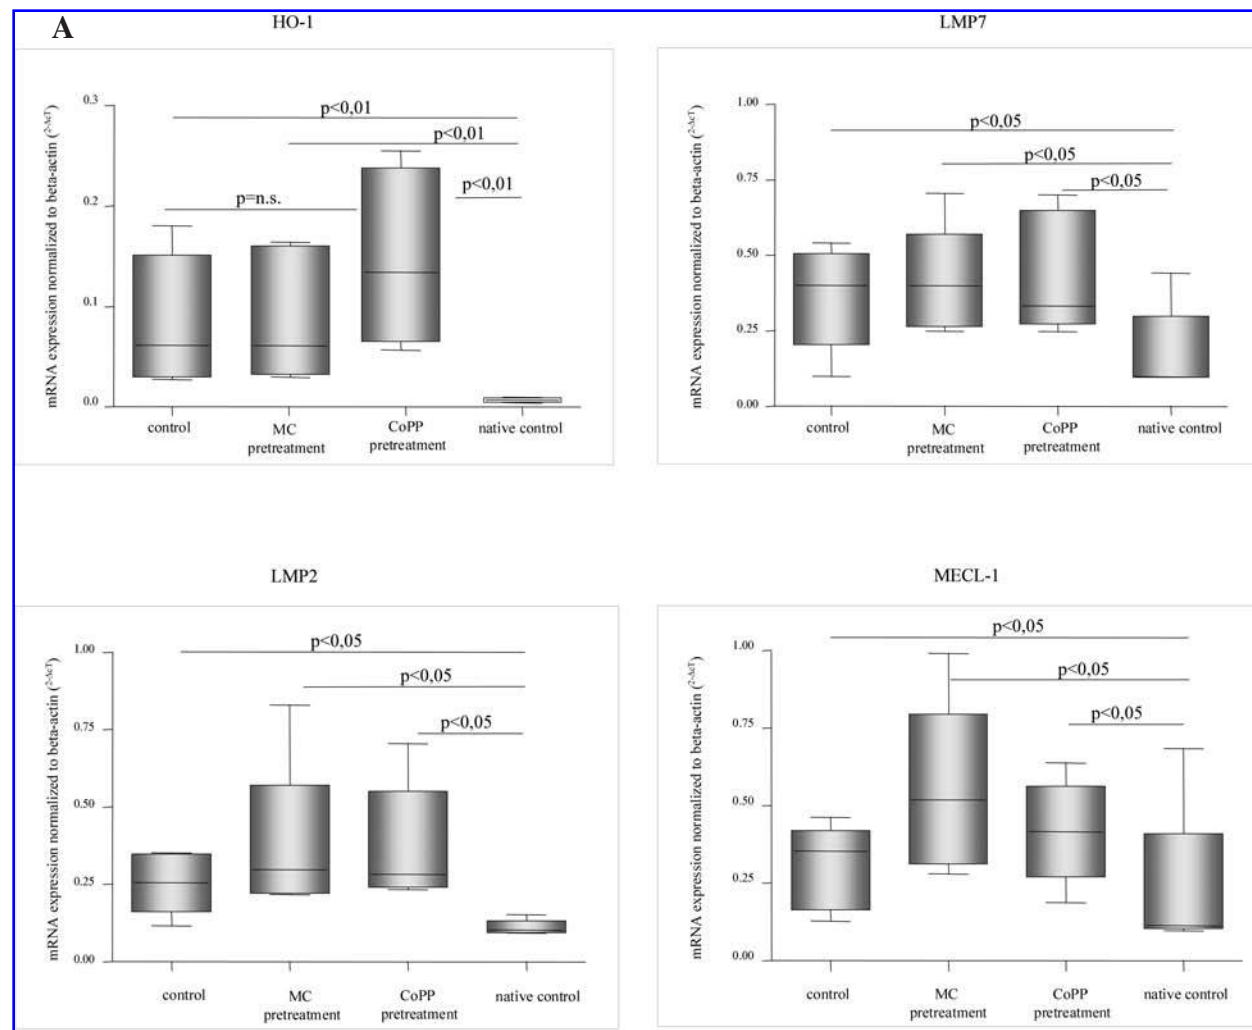 A
HO-1
mRNA expression normalized to beta-actin (2-ΔcT)
0.3
0.2
0.1
0.0
p<0,01
p<0,01
p<0,01
p=n.s.
control
MC
pretreatment
CoPP
pretreatment
native control
LMP7
mRNA expression normalized to beta-actin (2-ΔcT)
1.00
0.75
0.50
0.25
0.00
p<0,05
p<0,05
p<0,05
control
MC
pretreatment
CoPP
pretreatment
native control
LMP2
mRNA expression normalized to beta-actin (2-ΔcT)
1.00
0.75
0.50
0.25
0.00
p<0,05
p<0,05
p<0,05
control
MC
pretreatment
CoPP
pretreatment
native control
MECL-1
mRNA expression normalized to beta-actin (2-ΔcT)
1.00
0.75
0.50
0.25
0.00
p<0,05
p<0,05
p<0,05
control
MC
pretreatment
CoPP
pretreatment
native control